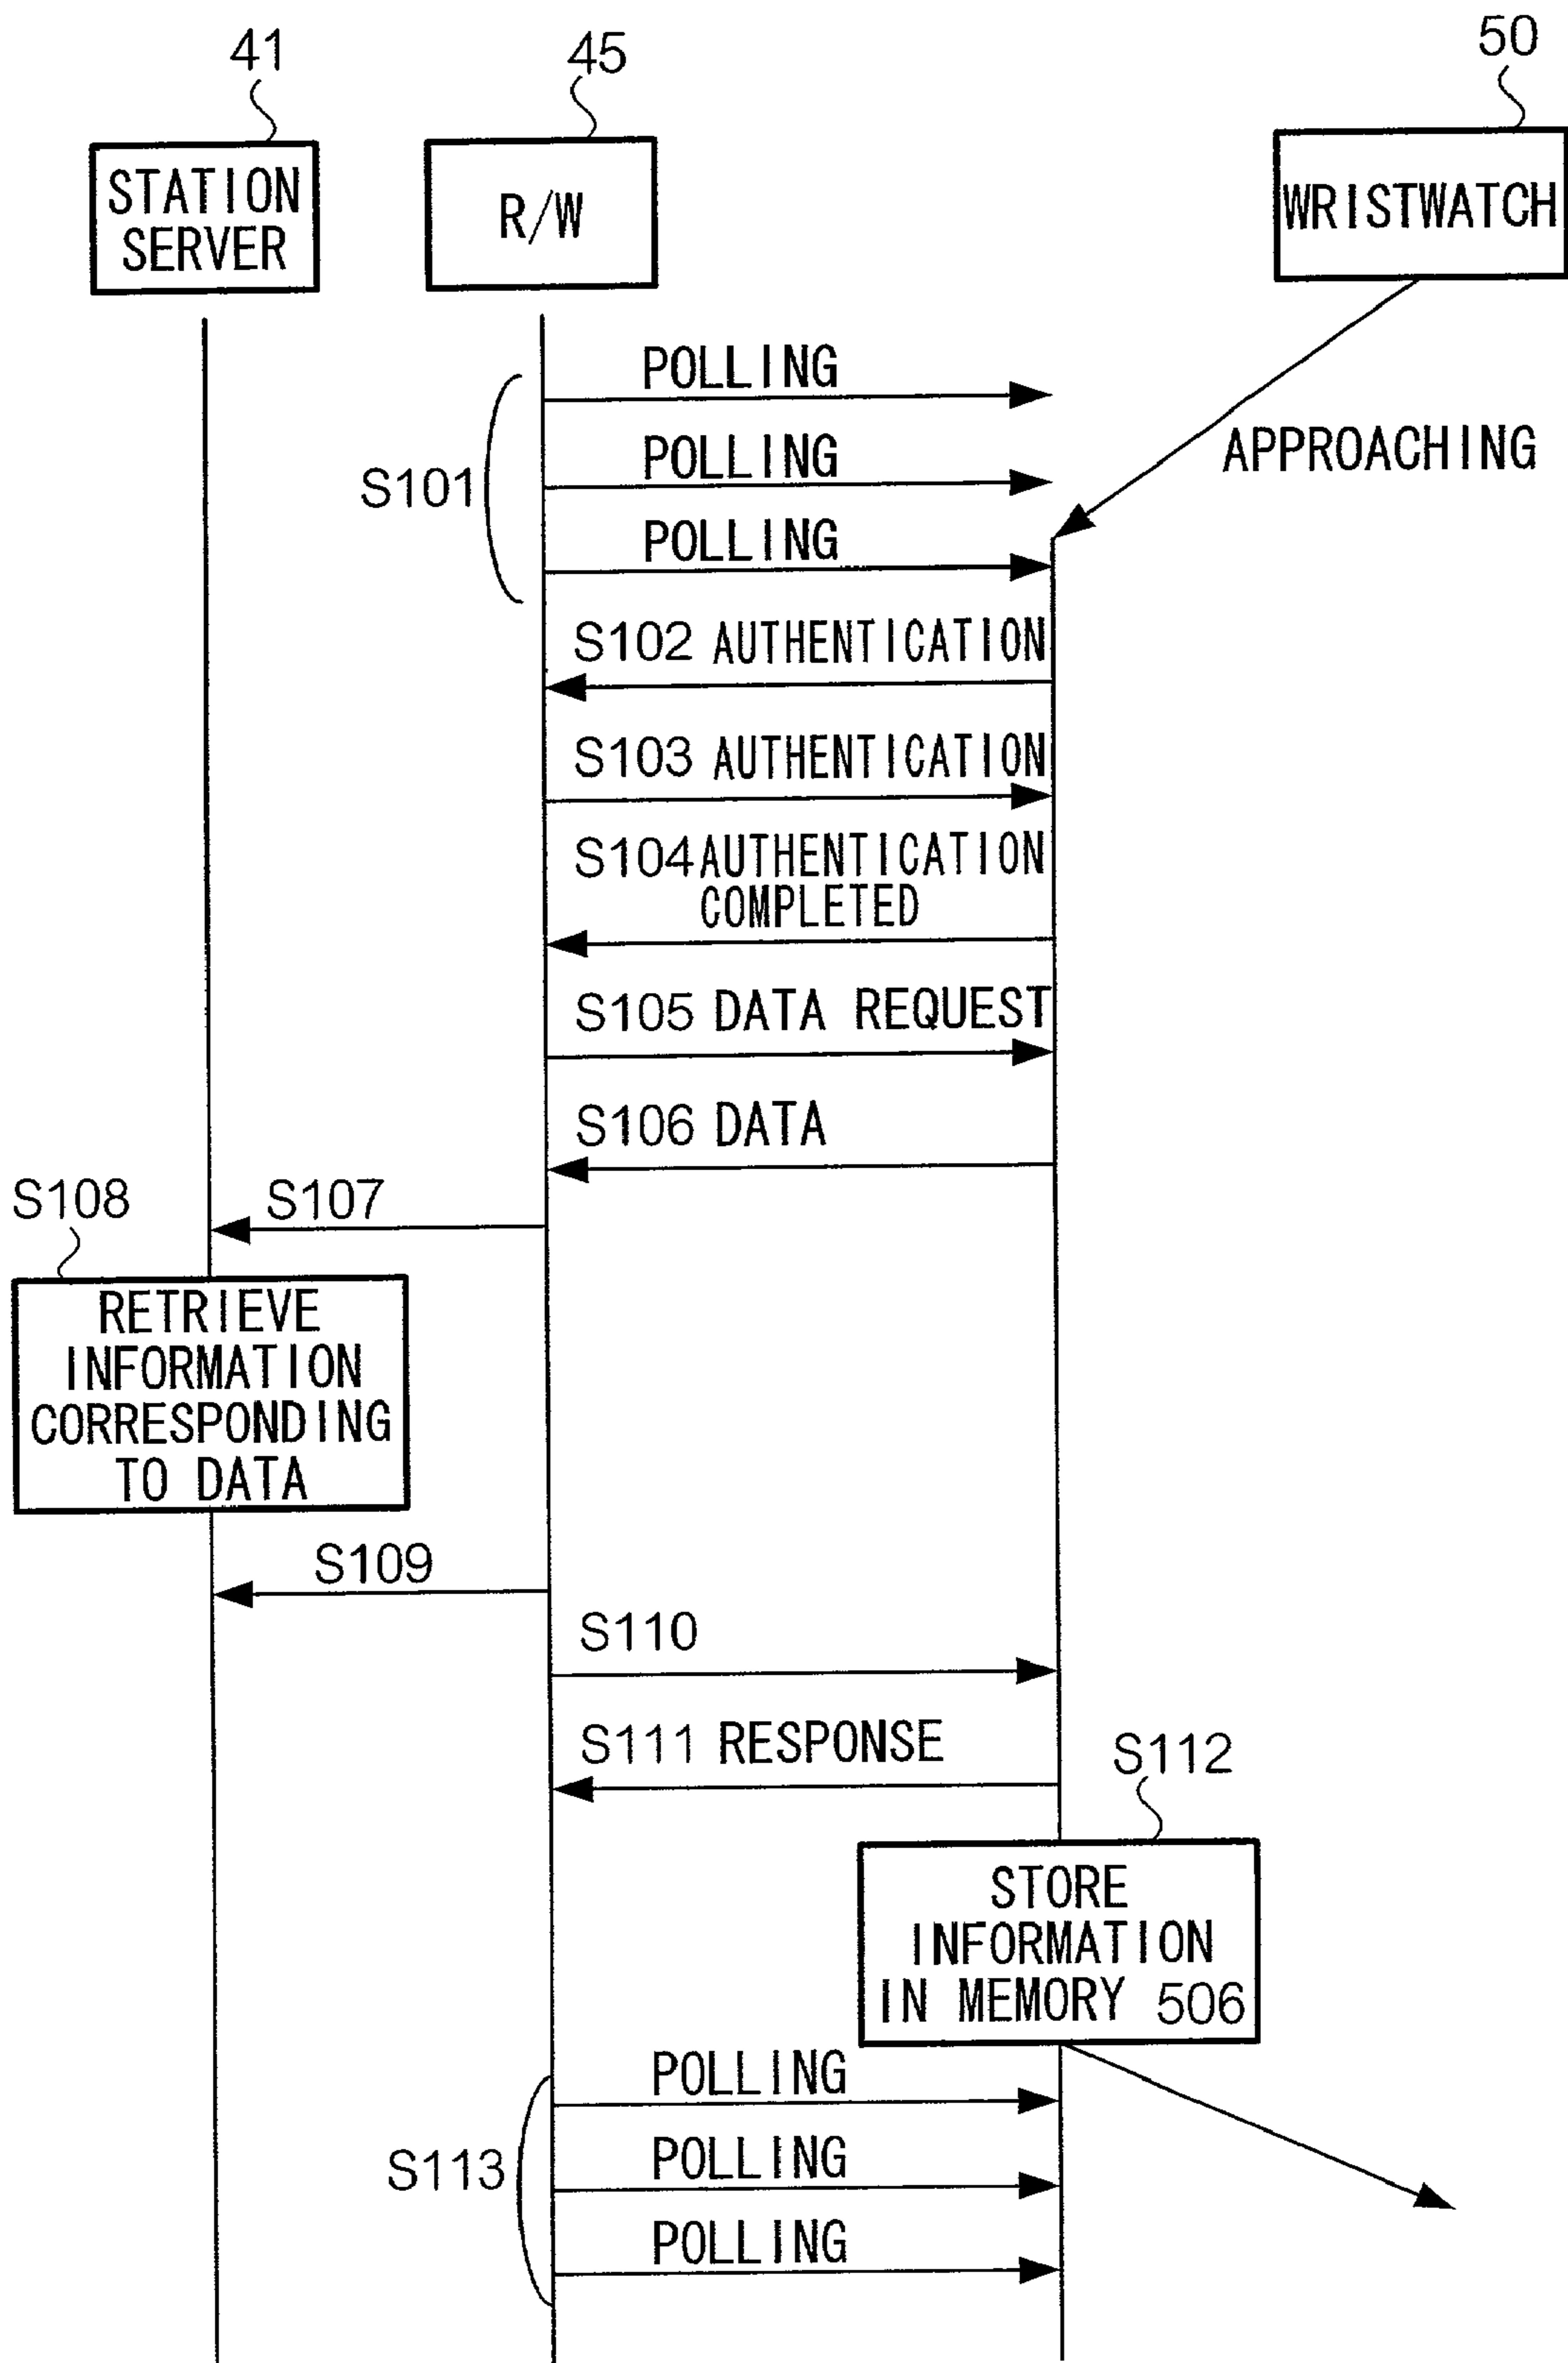 41
45
50
STATION
SERVER
R/W
WRISTWATCH
POLLING
APPROACHING
POLLING
S101
POLLING
S102 AUTHENTICATION
S103 AUTHENTICATION
S104 AUTHENTICATION
COMPLETED
S105 DATA REQUEST
S106 DATA
S107
S108
RETRIEVE
INFORMATION
CORRESPONDING
TO DATA
S109
S110
S111 RESPONSE
S112
STORE
INFORMATION
IN MEMORY 506
POLLING
S113
POLLING
POLLING